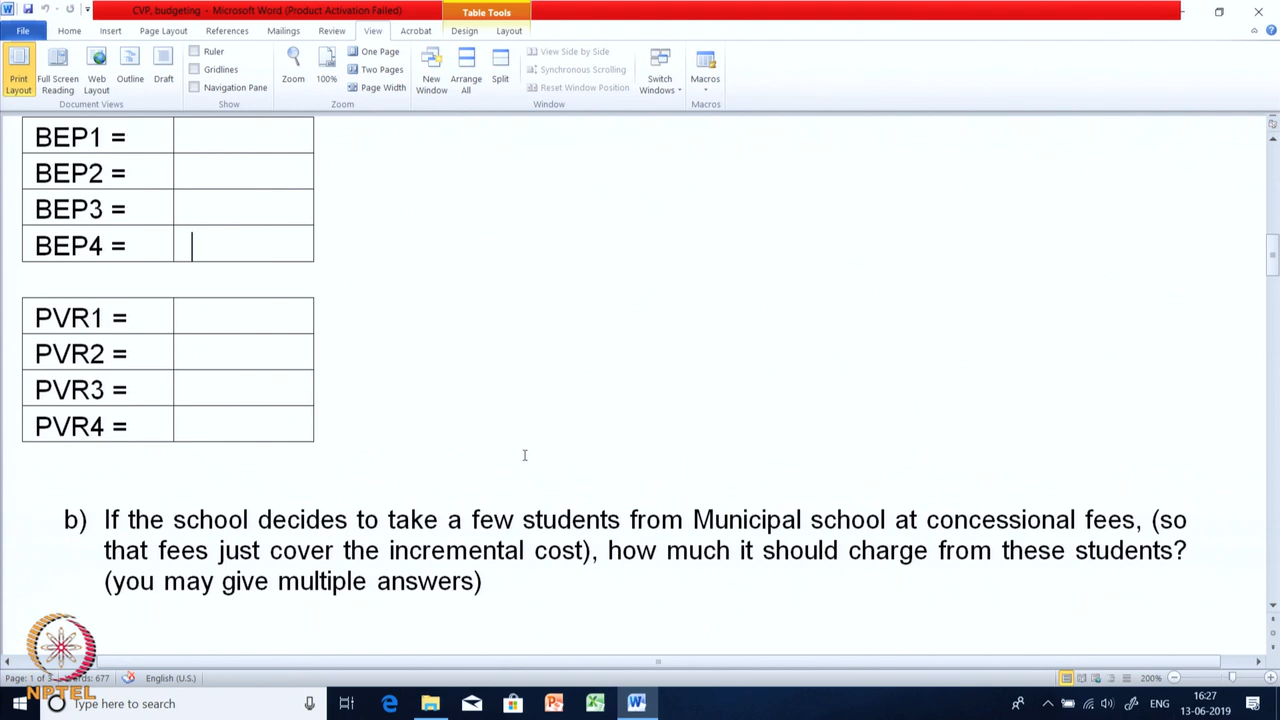 CVP, budgeting - Microsoft Word (Product Activation Failed)
Table Tools
File Home Insert Page Layout References Mailings Review View Acrobat Design Layout
Print Layout
Full Screen Reading
Web Layout
Outline
Draft
Document Views
Ruler
Gridlines
Navigation Pane
Show
Zoom
100%
One Page
Two Pages
Page Width
Zoom
New Window
Arrange All
Split
View Side by Side
Synchronous Scrolling
Reset Window Position
Window
Switch Windows
Macros
Macros
BEP1 =
BEP2 =
BEP3 =
BEP4 =
PVR1 =
PVR2 =
PVR3 =
PVR4 =
b) If the school decides to take a few students from Municipal school at concessional fees, (so
that fees just cover the incremental cost), how much it should charge from these students?
(you may give multiple answers)
NPTEL
Page: 1 of 3
Words: 677
English (U.S.)
200%
Type here to search
ENG
16:27
13-06-2019